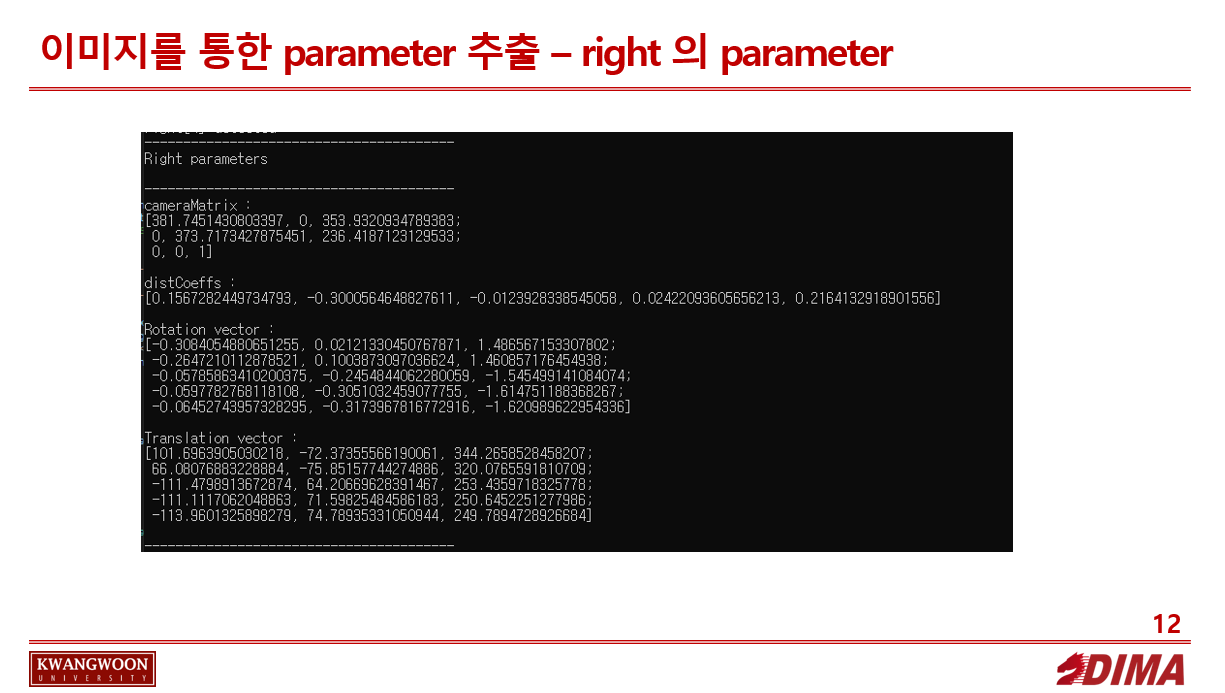 이미지를 통한 parameter 추출 – right 의 parameter
----------------------------------------
Right parameters
----------------------------------------
cameraMatrix :
[381.7451430803397, 0, 353.9320934789383;
0, 373.7173427875451, 236.4187123129533;
0, 0, 1]
distCoeffs :
[0.1567282449734793, -0.3000564648827611, -0.0123928338545058, 0.02422093605656213, 0.2164132918901556]
Rotation vector :
[-0.3084054880651255, 0.02121330450767871, 1.486567153307802;
-0.2647210112878521, 0.1003873097036624, 1.460857176454938;
-0.05785863410200375, -0.2454844062280059, -1.545499141084074;
-0.0597782768118108, -0.3051032459077755, -1.614751188368267;
-0.06452743957328295, -0.3173967816772916, -1.620989622954336]
Translation vector :
[101.6963905030218, -72.37355566190061, 344.2658528458207;
66.08076883228884, -75.85157744274886, 320.0765591810709;
-111.4798913672874, 64.20669628391467, 253.4359718325778;
-111.1117062048863, 71.59825484586183, 250.6452251277986;
-113.9601325898279, 74.78935331050944, 249.7894728926684]
----------------------------------------
12
KWANGWOON
UNIVERSITY
DIMA